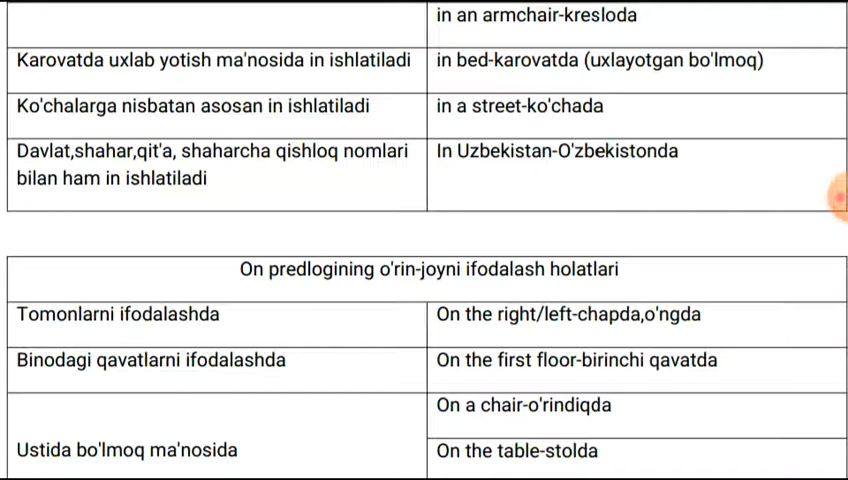 in an armchair-kresloda
Karovatda uxlab yotish ma'nosida in ishlatiladi
in bed-karovatda (uxlayotgan bo'lmoq)
Ko'chalarga nisbatan asosan in ishlatiladi
in a street-ko'chada
Davlat,shahar,qit'a, shaharcha qishloq nomlari
bilan ham in ishlatiladi
In Uzbekistan-O'zbekistonda
On predlogining o'rin-joyni ifodalash holatlari
Tomonlarni ifodalashda
On the right/left-chapda,o'ngda
Binodagi qavatlarni ifodalashda
On the first floor-birinchi qavatda
On a chair-o'rindiqda
Ustida bo'lmoq ma'nosida
On the table-stolda